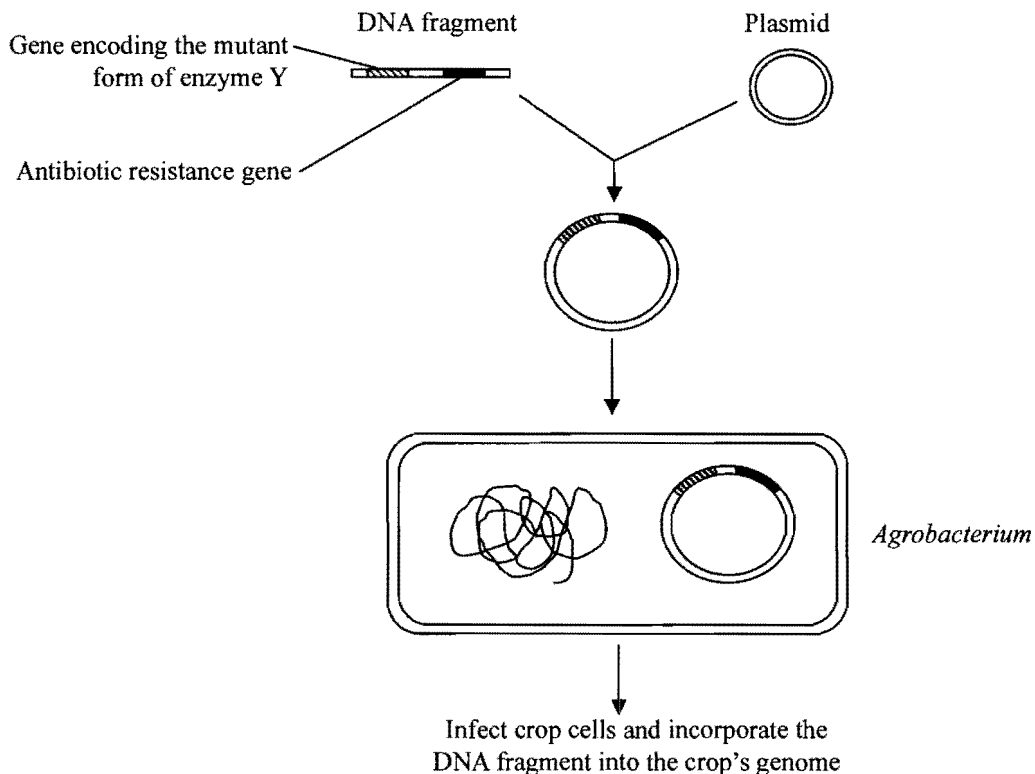 DNA fragment
Plasmid
Gene encoding the mutant
form of enzyme Y
Antibiotic resistance gene
Agrobacterium
Infect crop cells and incorporate the
DNA fragment into the crop's genome